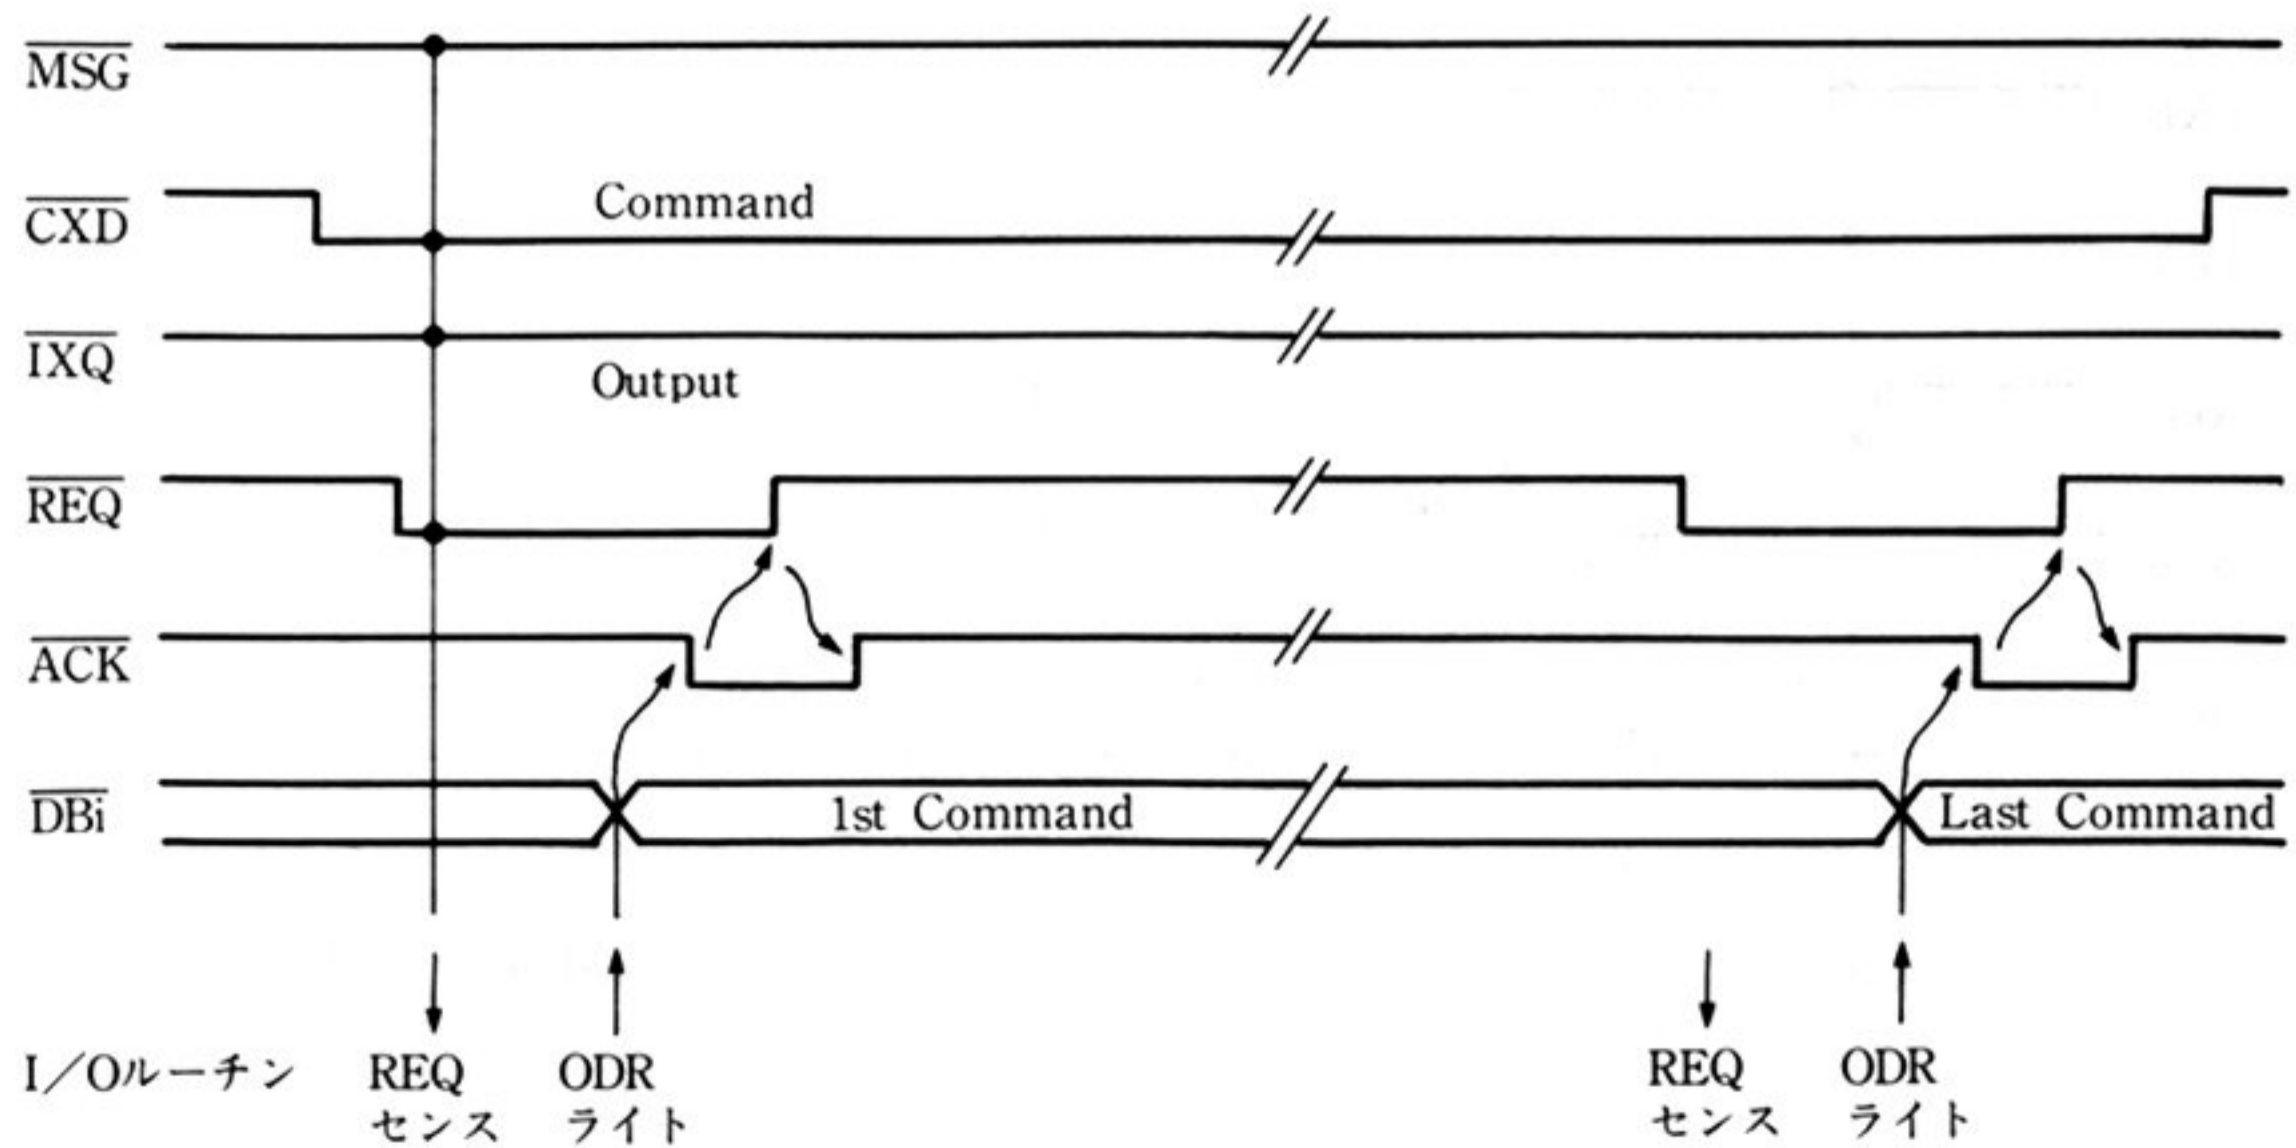 MSG
CXD
Command
IXQ
Output
REQ
ACK
DBi
1st Command
Last Command
I/Oルーチン
REQ
センス
ODR
ライト
REQ
センス
ODR
ライト